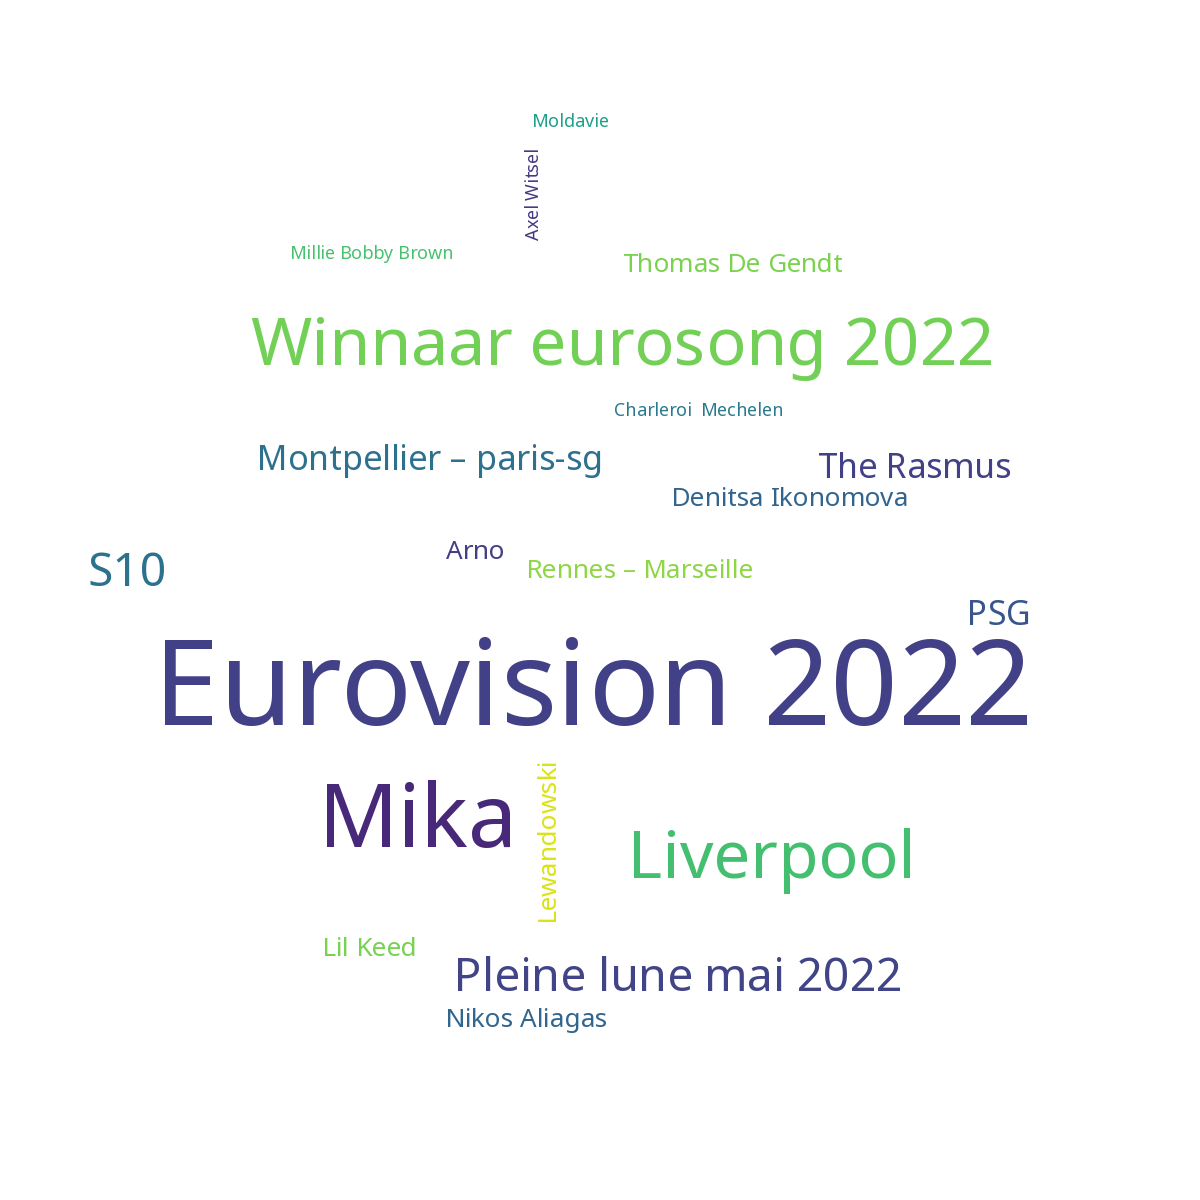 Moldavie
Axel Witsel
Millie Bobby Brown
Thomas De Gendt
Winnaar eurosong 2022
Charleroi Mechelen
Montpellier – paris-sg
The Rasmus
Denitsa Ikonomova
Arno
S10
Rennes – Marseille
PSG
Eurovision 2022
Mika
Lewandowski
Liverpool
Lil Keed
Pleine lune mai 2022
Nikos Aliagas